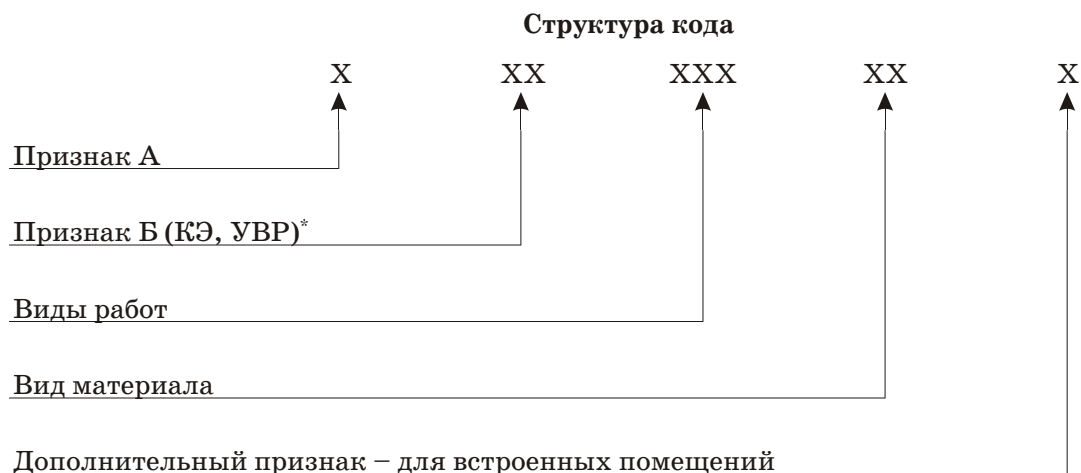 Структура кода
X XX XXX XX X
Признак А
Признак Б (КЭ, УВР)*
Виды работ
Вид материала
Дополнительный признак – для встроенных помещений